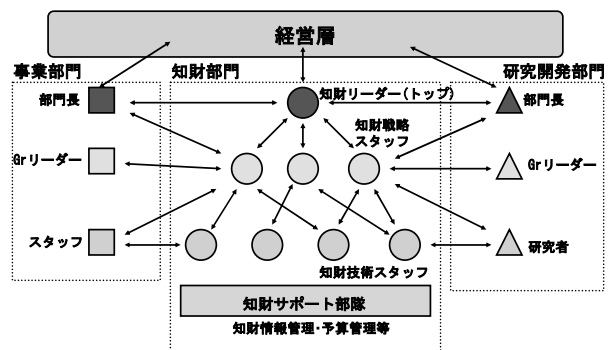 経営層
事業部門
知財部門
研究開発部門
部門長
知財リーダー(トップ)
部門長
知財戦略
スタッフ
Grリーダー
Grリーダー
スタッフ
研究者
知財技術スタッフ
知財サポート部隊
知財情報管理・予算管理等